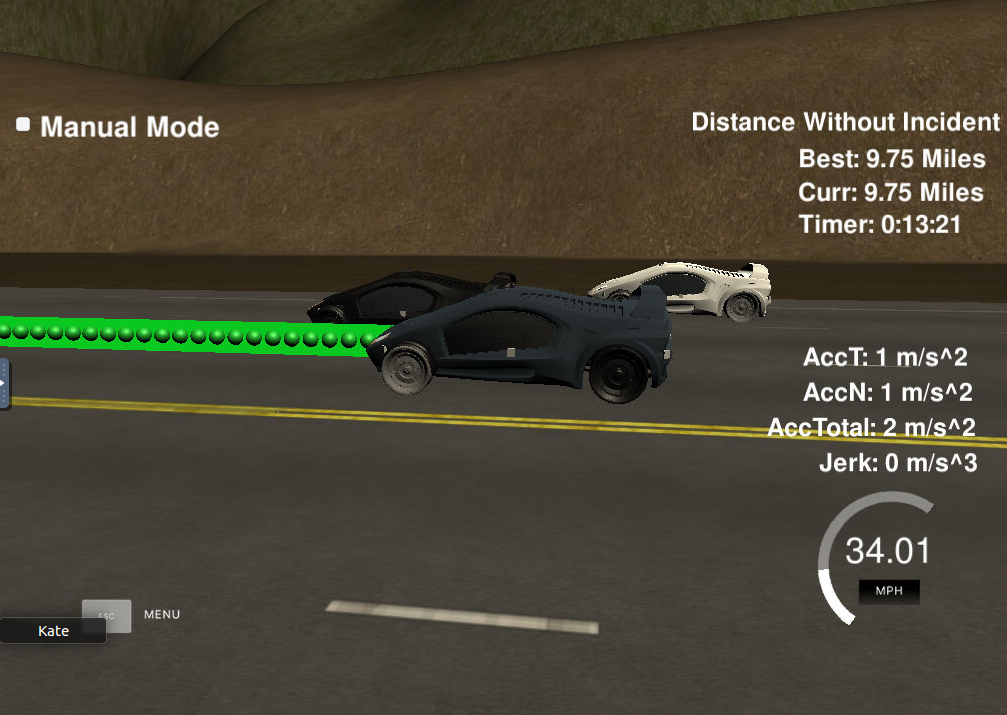 Manual Mode
Distance Without Incident
Best: 9.75 Miles
Curr: 9.75 Miles
Timer: 0:13:21
AccT: 1 m/s^2
AccN: 1 m/s^2
AccTotal: 2 m/s^2
Jerk: 0 m/s^3
34.01
MPH
ESC MENU
Kate